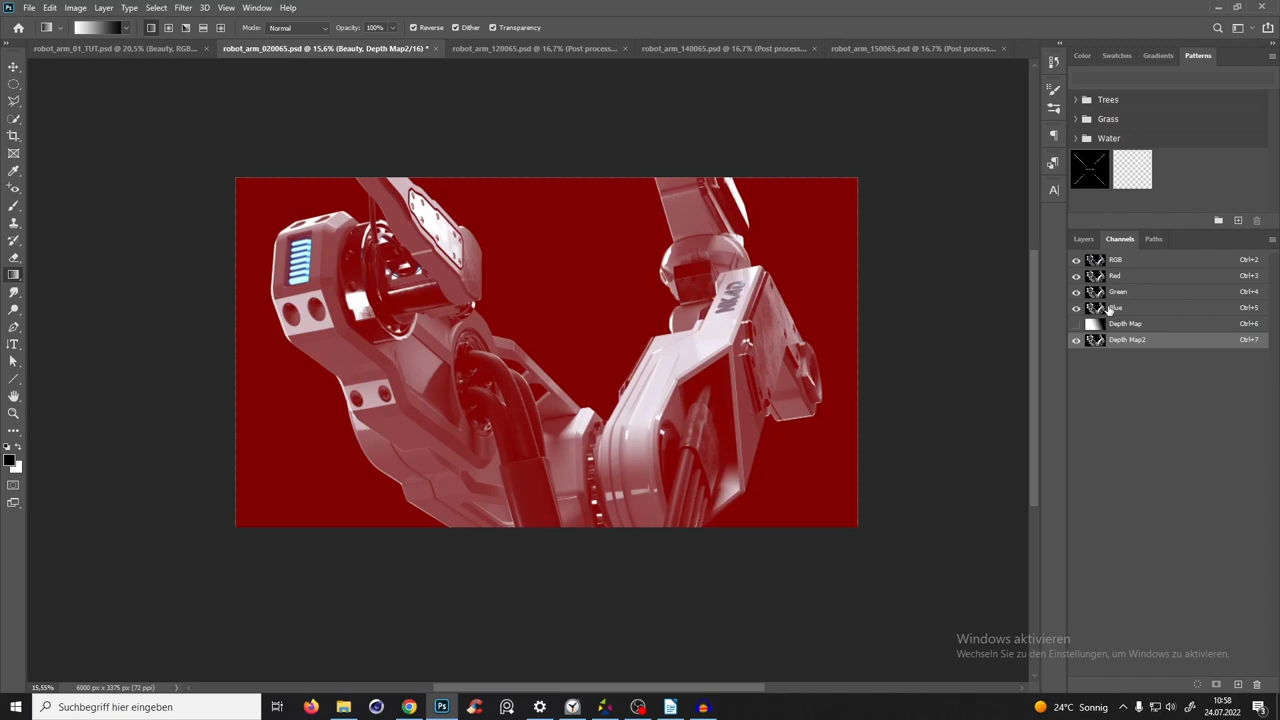 File Edit Image Layer Type Select Filter 3D View Window Help
Mode: Normal Opacity: 100% Reverse Dither Transparency
robot_arm_01_TUT.psd @ 20,5% (Beauty, RGB... × robot_arm_020065.psd @ 15,6% (Beauty, Depth Map2/16) * × robot_arm_120065.psd @ 16,7% (Post process... × robot_arm_140065.psd @ 16,7% (Post process... × robot_arm_150065.psd @ 16,7% (Post process... ×
Color Swatches Gradients Patterns
Trees
Grass
Water
Layers Channels Paths
RGB Ctrl+2
Red Ctrl+3
Green Ctrl+4
Blue Ctrl+5
Depth Map Ctrl+6
Depth Map2 Ctrl+7
Windows aktivieren
Wechseln Sie zu den Einstellungen, um Windows zu aktivieren.
15,55% 6000 px x 3375 px (72 ppi)
Suchbegriff hier eingeben
24°C Sonnig
10:58
24.07.2022